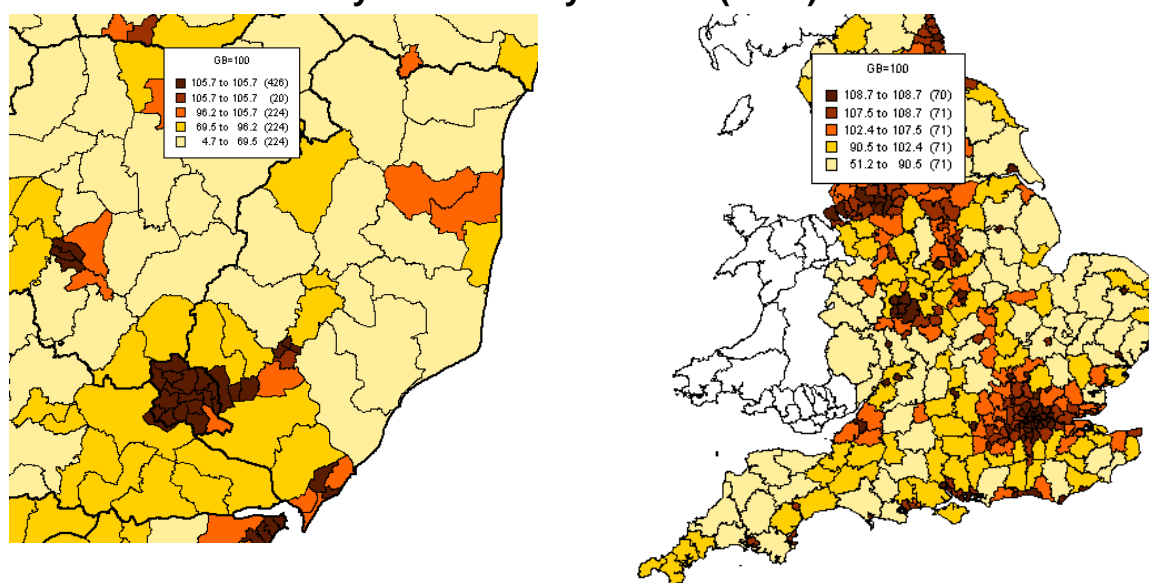 GB=100
105.7 to 105.7 (426)
105.7 to 105.7 (20)
96.2 to 105.7 (224)
69.5 to 96.2 (224)
4.7 to 69.5 (224)
GB=100
108.7 to 108.7 (70)
107.5 to 108.7 (71)
102.4 to 107.5 (71)
90.5 to 102.4 (71)
51.2 to 90.5 (71)